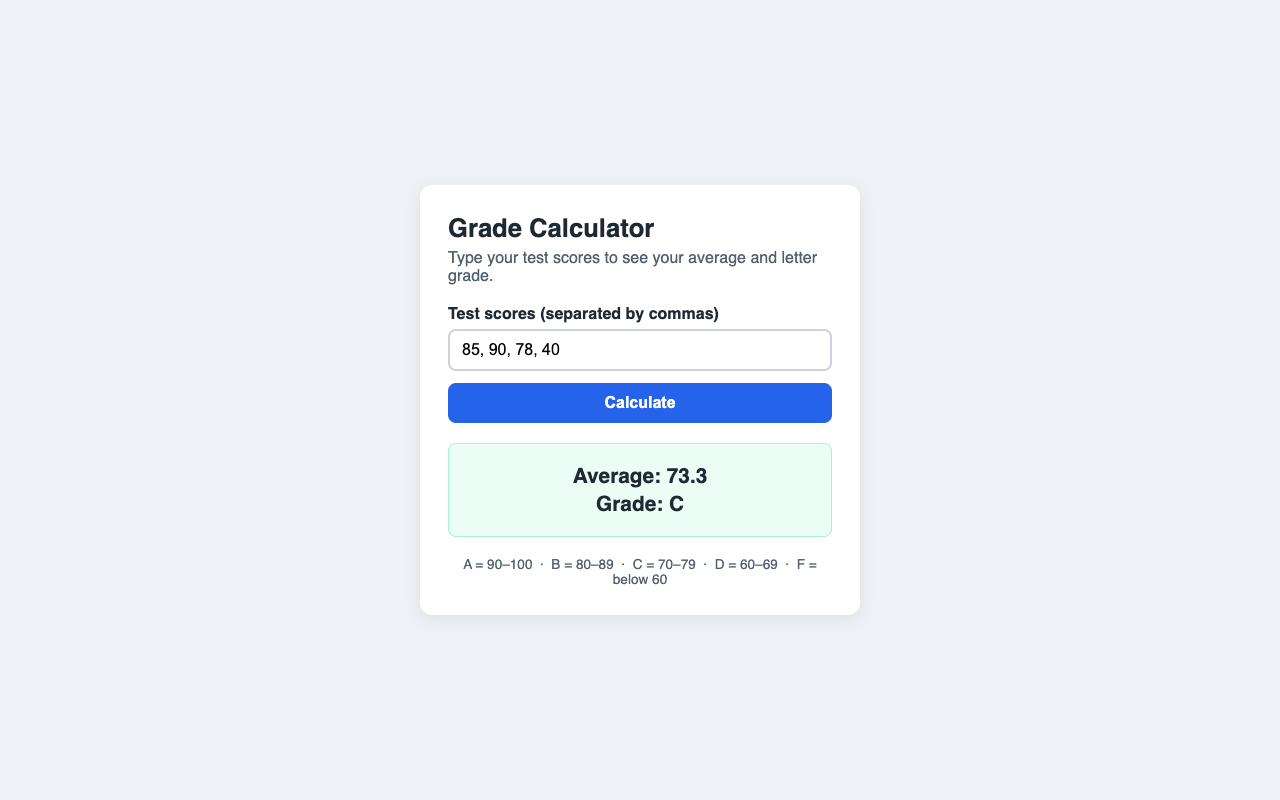 Grade Calculator
Type your test scores to see your average and letter
grade.
Test scores (separated by commas)
85, 90, 78, 40
Calculate
Average: 73.3
Grade: C
A = 90–100 · B = 80–89 · C = 70–79 · D = 60–69 · F =
below 60